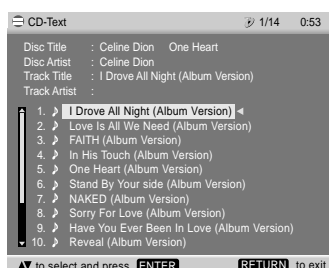 CD-Text 1/14 0:53
Disc Title : Celine Dion One Heart
Disc Artist : Celine Dion
Track Title : I Drove All Night (Album Version)
Track Artist :
1. I Drove All Night (Album Version)
2. Love Is All We Need (Album Version)
3. FAITH (Album Version)
4. In His Touch (Album Version)
5. One Heart (Album Version)
6. Stand By Your side (Album Version)
7. NAKED (Album Version)
8. Sorry For Love (Album Version)
9. Have You Ever Been In Love (Album Version)
10. Reveal (Album Version)
to select and press ENTER RETURN to exit